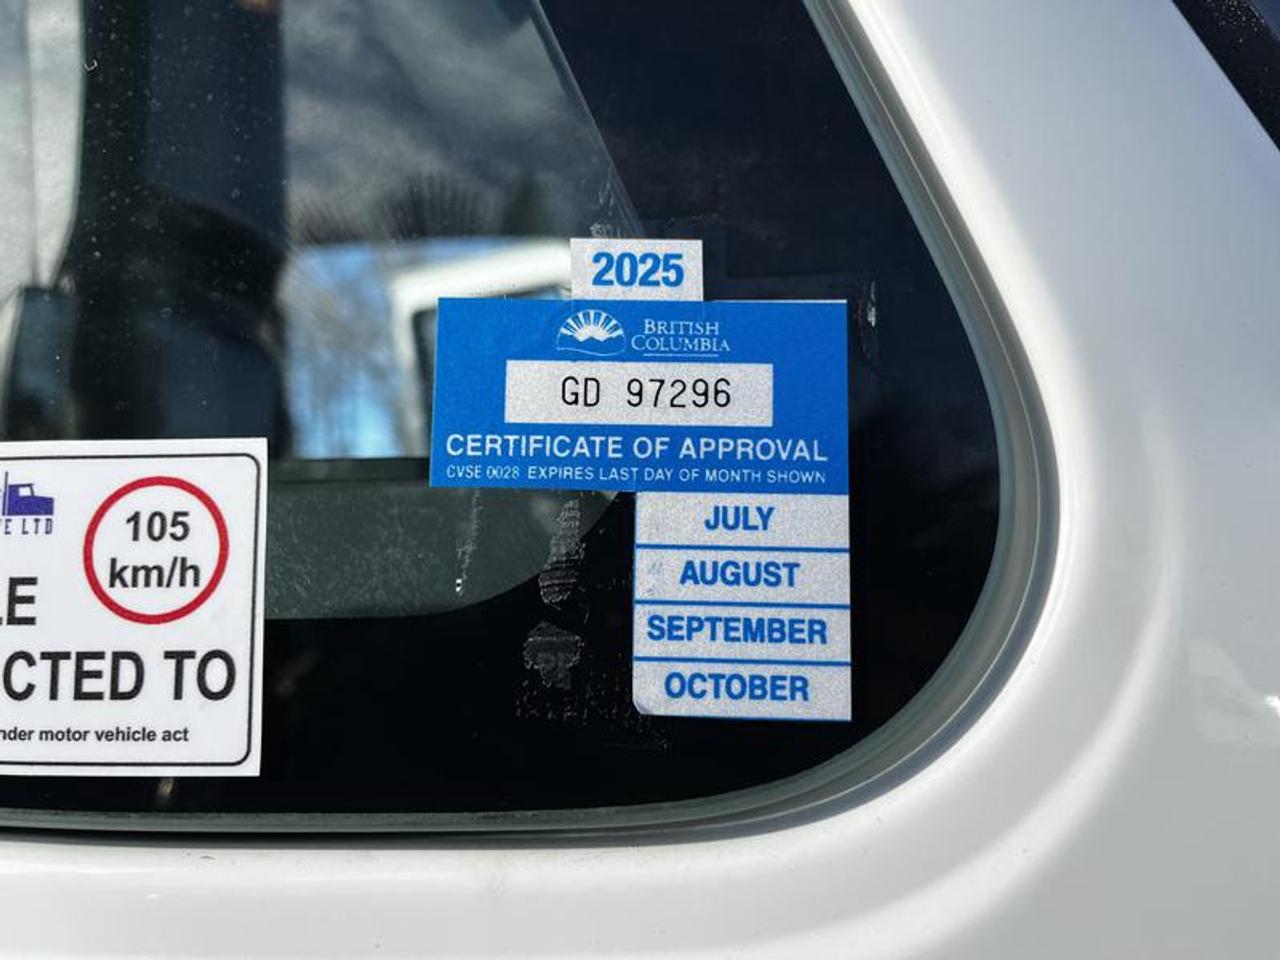 2025
BRITISH
COLUMBIA
GD 97296
CERTIFICATE OF APPROVAL
CVSE 0028 EXPIRES LAST DAY OF MONTH SHOWN
JULY
AUGUST
SEPTEMBER
OCTOBER
E LTD
105
km/h
LE
CTED TO
nder motor vehicle act